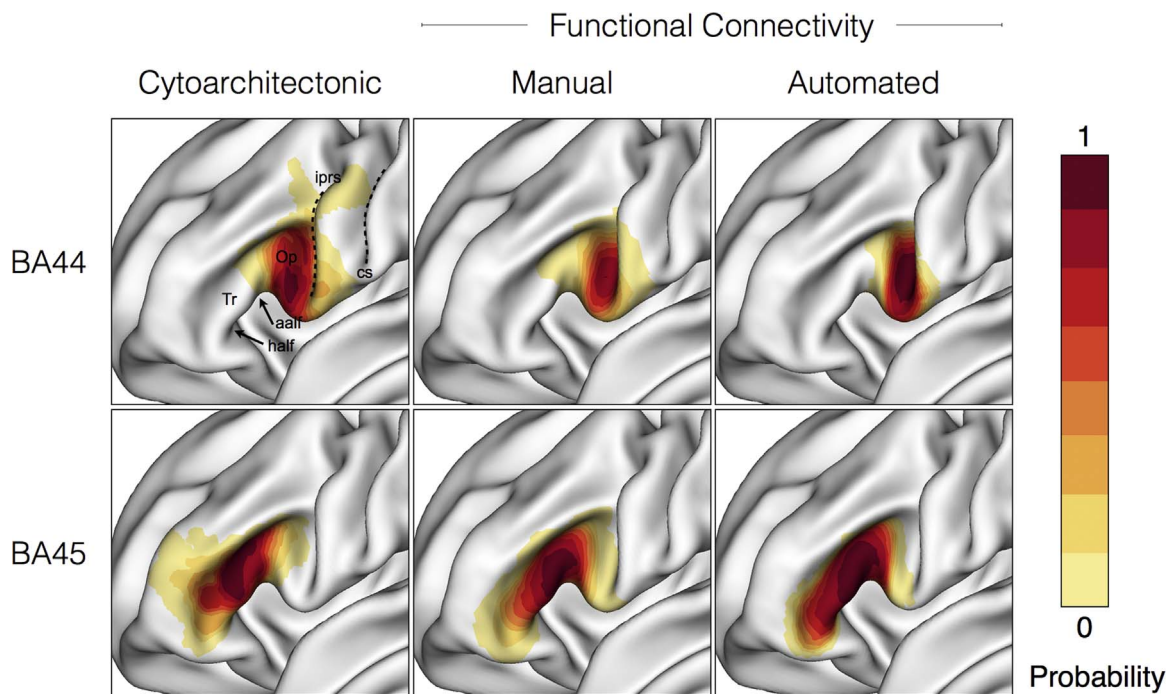 Functional Connectivity
Cytoarchitectonic
Manual
Automated
BA44
iprs
Op
cs
Tr
aalf
half
1
BA45
0
Probability